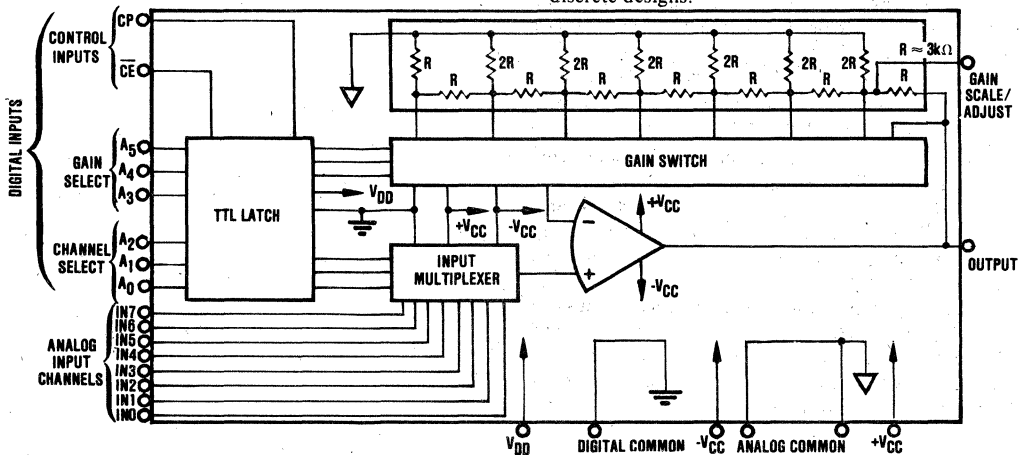 discrete designs.
CONTROL
INPUTS
CP
CE
DIGITAL INPUTS
GAIN
SELECT
A5
A4
A3
CHANNEL
SELECT
A2
A1
A0
ANALOG
INPUT
CHANNELS
IN7
IN6
IN5
IN4
IN3
IN2
IN1
IN0
TTL LATCH
R 2R 2R 2R 2R 2R 2R
R R R R R R R
R ≈ 3kΩ
GAIN
SCALE/
ADJUST
GAIN SWITCH
VDD
+VCC -VCC
+VCC
-
+
-VCC
INPUT
MULTIPLEXER
OUTPUT
VDD DIGITAL COMMON -VCC ANALOG COMMON +VCC